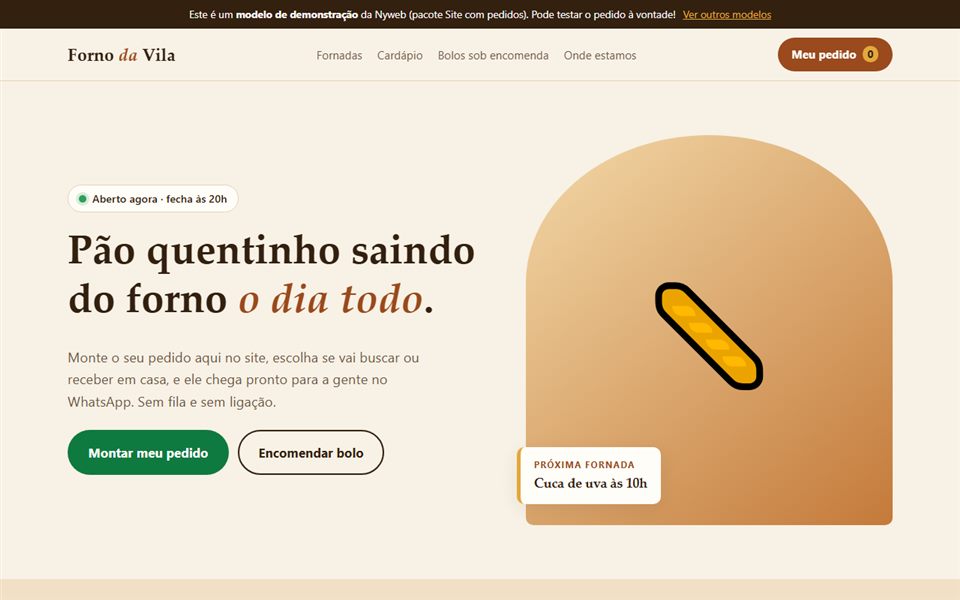 Este é um modelo de demonstração da Nyweb (pacote Site com pedidos). Pode testar o pedido à vontade! Ver outros modelos
Forno da Vila
Fornadas
Cardápio
Bolos sob encomenda
Onde estamos
Meu pedido 0
Aberto agora · fecha às 20h
Pão quentinho saindo
do forno o dia todo.
Monte o seu pedido aqui no site, escolha se vai buscar ou
receber em casa, e ele chega pronto para a gente no
WhatsApp. Sem fila e sem ligação.
Montar meu pedido
Encomendar bolo
PRÓXIMA FORNADA
Cuca de uva às 10h